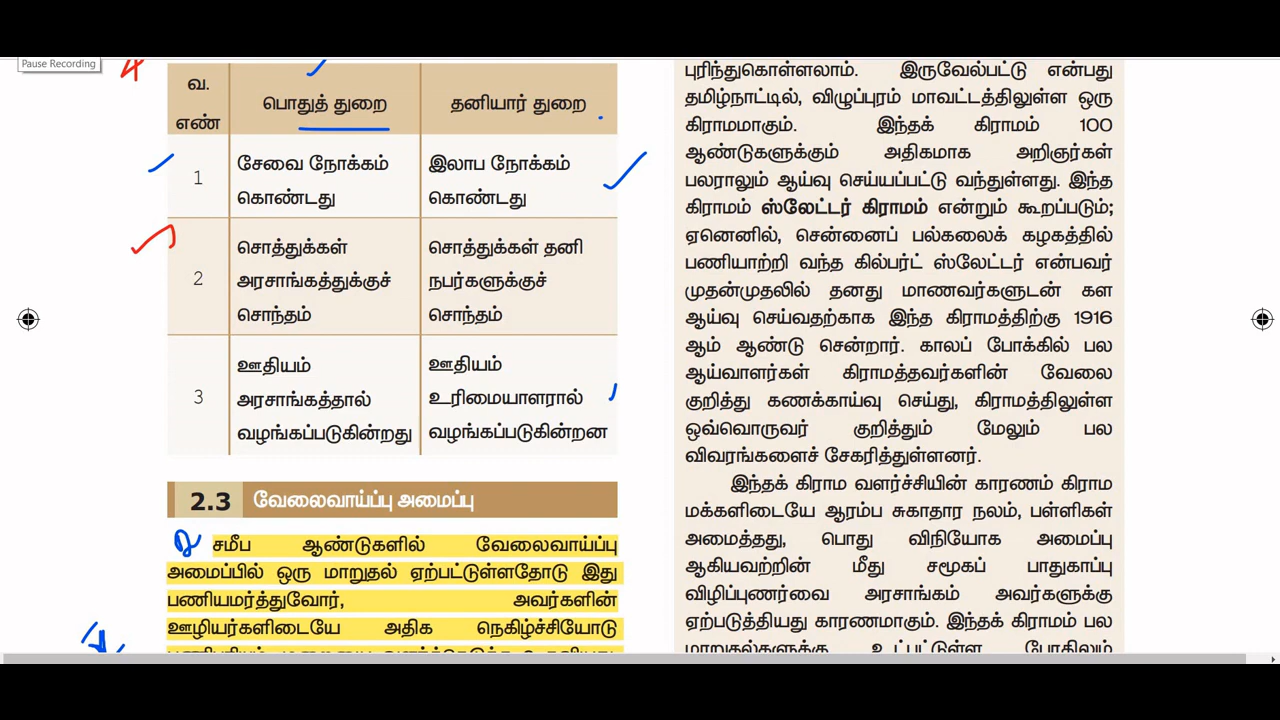 Pause Recording
வ.
எண்
பொதுத் துறை
தனியார் துறை
1
சேவை நோக்கம்
கொண்டது
இலாப நோக்கம்
கொண்டது
2
சொத்துக்கள்
அரசாங்கத்துக்குச்
சொந்தம்
சொத்துக்கள் தனி
நபர்களுக்குச்
சொந்தம்
3
ஊதியம்
அரசாங்கத்தால்
வழங்கப்படுகின்றது
ஊதியம்
உரிமையாளரால்
வழங்கப்படுகின்றன
2.3 வேலைவாய்ப்பு அமைப்பு
சமீப ஆண்டுகளில் வேலைவாய்ப்பு
அமைப்பில் ஒரு மாறுதல் ஏற்பட்டுள்ளதோடு இது
பணியமர்த்துவோர், அவர்களின்
ஊழியர்களிடையே அதிக நெகிழ்ச்சியோடு
புரிந்துகொள்ளலாம். இருவேல்பட்டு என்பது
தமிழ்நாட்டில், விழுப்புரம் மாவட்டத்திலுள்ள ஒரு
கிராமமாகும். இந்தக் கிராமம் 100
ஆண்டுகளுக்கும் அதிகமாக அறிஞர்கள்
பலராலும் ஆய்வு செய்யப்பட்டு வந்துள்ளது. இந்த
கிராமம் ஸ்லேட்டர் கிராமம் என்றும் கூறப்படும்;
ஏனெனில், சென்னைப் பல்கலைக் கழகத்தில்
பணியாற்றி வந்த கில்பர்ட் ஸ்லேட்டர் என்பவர்
முதன்முதலில் தனது மாணவர்களுடன் கள
ஆய்வு செய்வதற்காக இந்த கிராமத்திற்கு 1916
ஆம் ஆண்டு சென்றார். காலப் போக்கில் பல
ஆய்வாளர்கள் கிராமத்தவர்களின் வேலை
குறித்து கணக்காய்வு செய்து, கிராமத்திலுள்ள
ஒவ்வொருவர் குறித்தும் மேலும் பல
விவரங்களைச் சேகரித்துள்ளனர்.
இந்தக் கிராம வளர்ச்சியின் காரணம் கிராம
மக்களிடையே ஆரம்ப சுகாதார நலம், பள்ளிகள்
அமைத்தது, பொது விநியோக அமைப்பு
ஆகியவற்றின் மீது சமூகப் பாதுகாப்பு
விழிப்புணர்வை அரசாங்கம் அவர்களுக்கு
ஏற்படுத்தியது காரணமாகும். இந்தக் கிராமம் பல
மாறுதல்களுக்கு உட்பட்டுள்ள போதிலும்